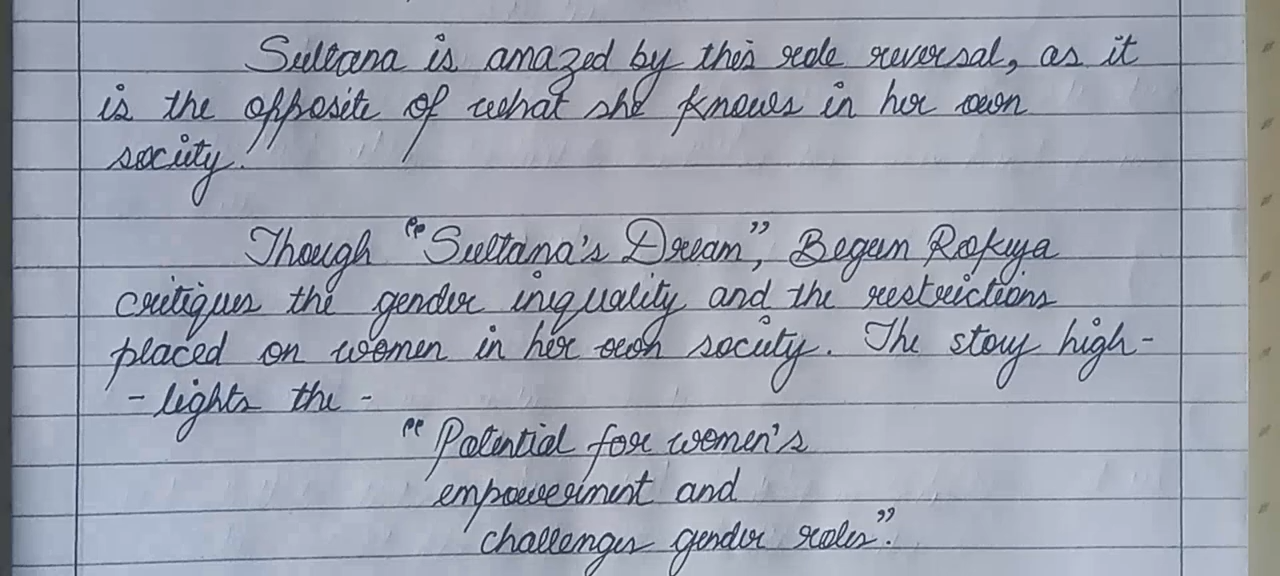 Sultana is amazed by this role reversal, as it
is the opposite of what she knows in her own
society.
Though "Sultana's Dream", Begum Rokuya
critiques the gender inequality and the restrictions
placed on women in her own society. The story high-
- lights the -
"Potential for women's
empowerment and
challenges gender roles".